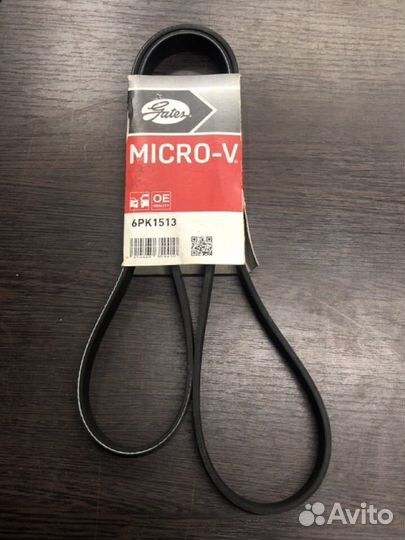 Gates
MICRO-V
OE
QUALITY
6PK1513
Avito